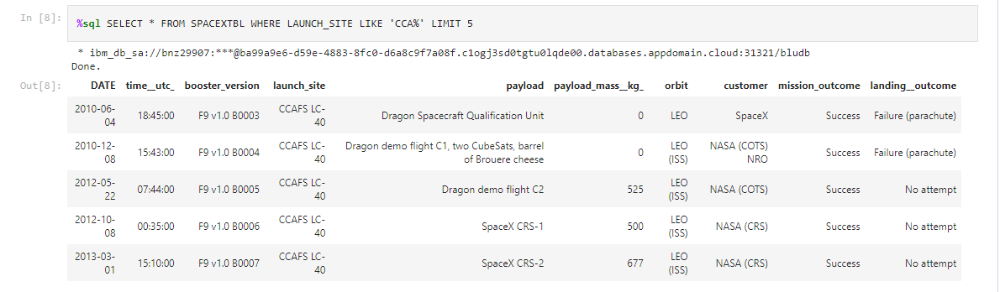 In [8]:
%sql SELECT * FROM SPACEXTBL WHERE LAUNCH_SITE LIKE 'CCA%' LIMIT 5
* ibm_db_sa://bnz29907:***@ba99a9e6-d59e-4883-8fc0-d6a8c9f7a08f.c1ogj3sd0tgtu0lqde00.databases.appdomain.cloud:31321/bludb
Done.
Out[8]:
DATE time__utc_ booster_version launch_site payload payload_mass__kg_ orbit customer mission_outcome landing__outcome
2010-06-04 18:45:00 F9 v1.0 B0003 CCAFS LC-40 Dragon Spacecraft Qualification Unit 0 LEO SpaceX Success Failure (parachute)
2010-12-08 15:43:00 F9 v1.0 B0004 CCAFS LC-40 Dragon demo flight C1, two CubeSats, barrel of Brouere cheese 0 LEO (ISS) NASA (COTS) NRO Success Failure (parachute)
2012-05-22 07:44:00 F9 v1.0 B0005 CCAFS LC-40 Dragon demo flight C2 525 LEO (ISS) NASA (COTS) Success No attempt
2012-10-08 00:35:00 F9 v1.0 B0006 CCAFS LC-40 SpaceX CRS-1 500 LEO (ISS) NASA (CRS) Success No attempt
2013-03-01 15:10:00 F9 v1.0 B0007 CCAFS LC-40 SpaceX CRS-2 677 LEO (ISS) NASA (CRS) Success No attempt